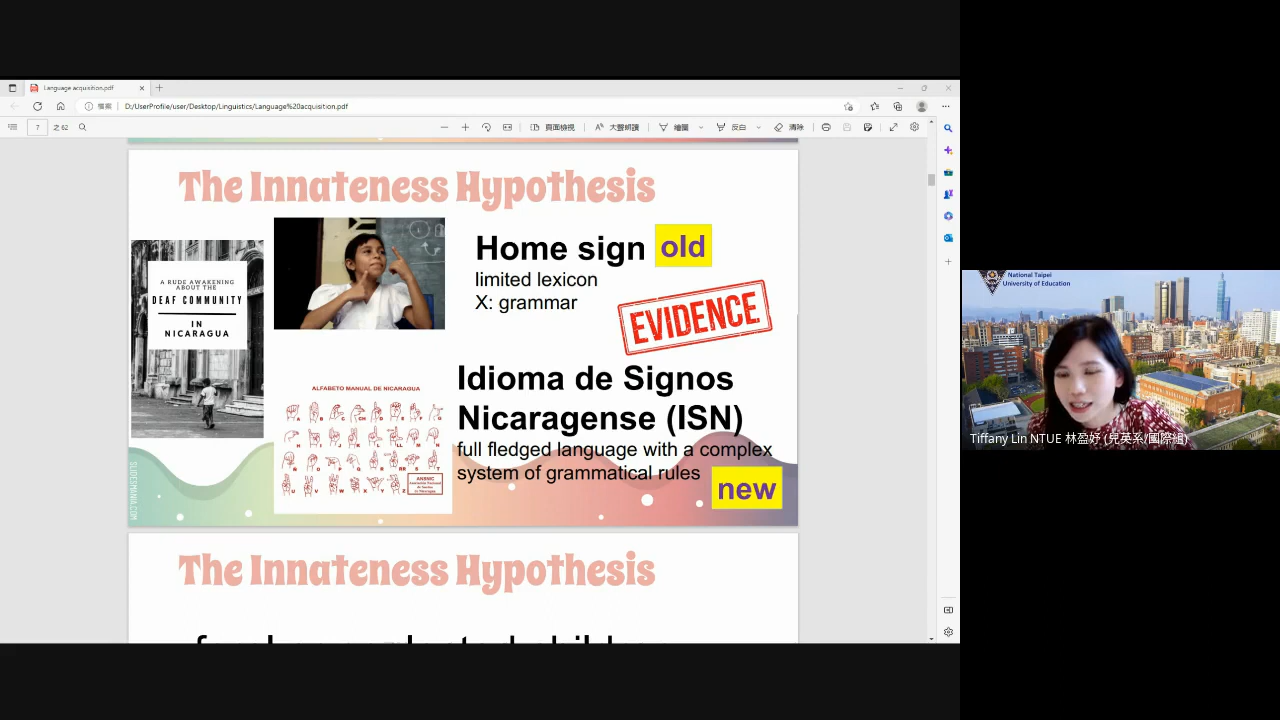 Language acquisition.pdf
檔案
D:/UserProfile/user/Desktop/Linguistics/Language%20acquisition.pdf
7
之 62
頁面檢視
大聲朗讀
繪圖
反白
清除
The Innateness Hypothesis
A RUDE AWAKENING
ABOUT THE
DEAF COMMUNITY
IN
NICARAGUA
Home sign old
limited lexicon
X: grammar
EVIDENCE
ALFABETO MANUAL DE NICARAGUA
Idioma de Signos
Nicaragense (ISN)
full fledged language with a complex
system of grammatical rules
new
SLIDESMANIA.COM
The Innateness Hypothesis
National Taipei
University of Education
Tiffany Lin NTUE 林盈妤 (兒英系/國際組)